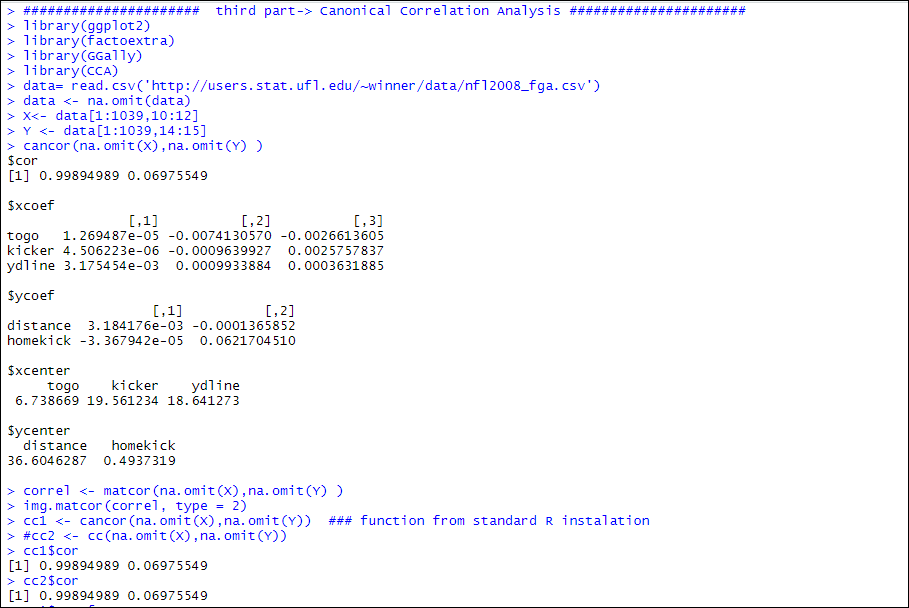 > ######################  third part-> Canonical Correlation Analysis ######################
> library(ggplot2)
> library(factoextra)
> library(GGally)
> library(CCA)
> data= read.csv('http://users.stat.ufl.edu/~winner/data/nfl2008_fga.csv')
> data <- na.omit(data)
> X<- data[1:1039,10:12]
> Y <- data[1:1039,14:15]
> cancor(na.omit(X),na.omit(Y) )
$cor
[1] 0.99894989 0.06975549
$xcoef
[,1] [,2] [,3]
togo 1.269487e-05 -0.0074130570 -0.0026613605
kicker 4.506223e-06 -0.0009639927 0.0025757837
ydline 3.175454e-03 0.0009933884 0.0003631885
$ycoef
[,1] [,2]
distance 3.184176e-03 -0.0001365852
homekick -3.367942e-05 0.0621704510
$xcenter
togo kicker ydline
6.738669 19.561234 18.641273
$ycenter
distance homekick
36.6046287 0.4937319
> correl <- matcor(na.omit(X),na.omit(Y) )
> img.matcor(correl, type = 2)
> cc1 <- cancor(na.omit(X),na.omit(Y))  ### function from standard R instalation
> #cc2 <- cc(na.omit(X),na.omit(Y))
> cc1$cor
[1] 0.99894989 0.06975549
> cc2$cor
[1] 0.99894989 0.06975549